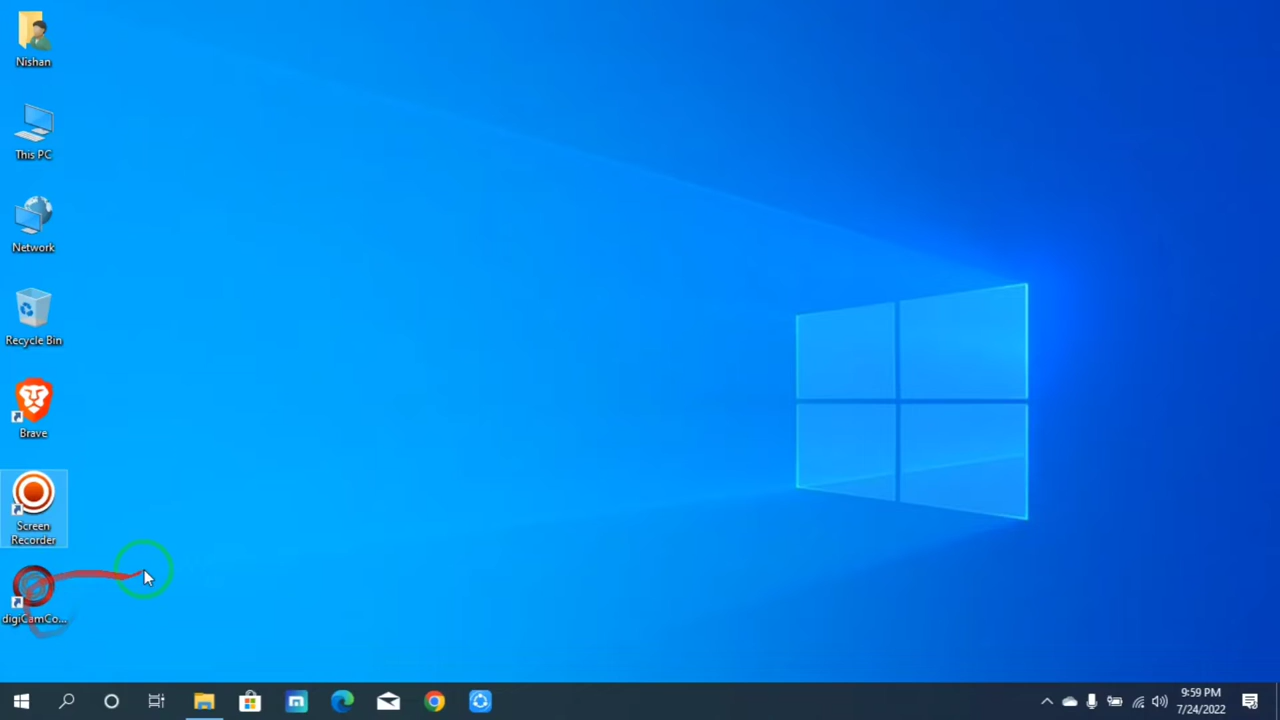 Nishan
This PC
Network
Recycle Bin
Brave
Screen
Recorder
digiCamCo...
9:59 PM
7/24/2022